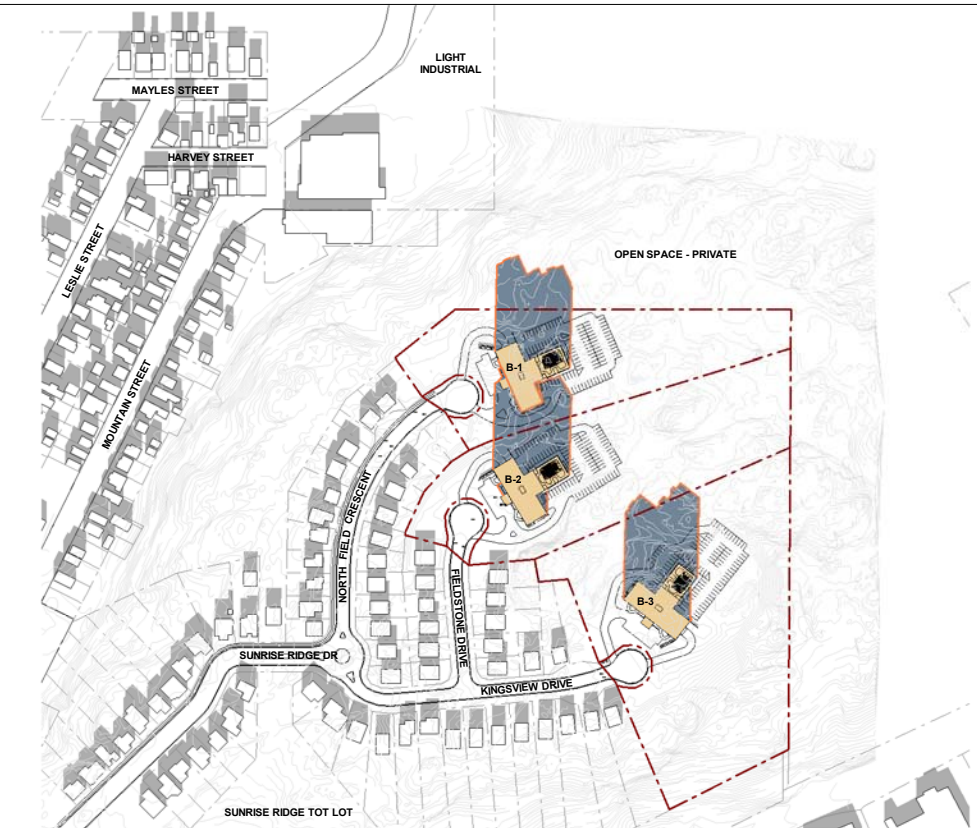 LIGHT
INDUSTRIAL
MAYLES STREET
HARVEY STREET
LESLIE STREET
OPEN SPACE - PRIVATE
MOUNTAIN STREET
B-1
B-2
NORTH FIELD CRESCENT
FIELDSTONE DRIVE
B-3
SUNRISE RIDGE DR
KINGSVIEW DRIVE
SUNRISE RIDGE TOT LOT